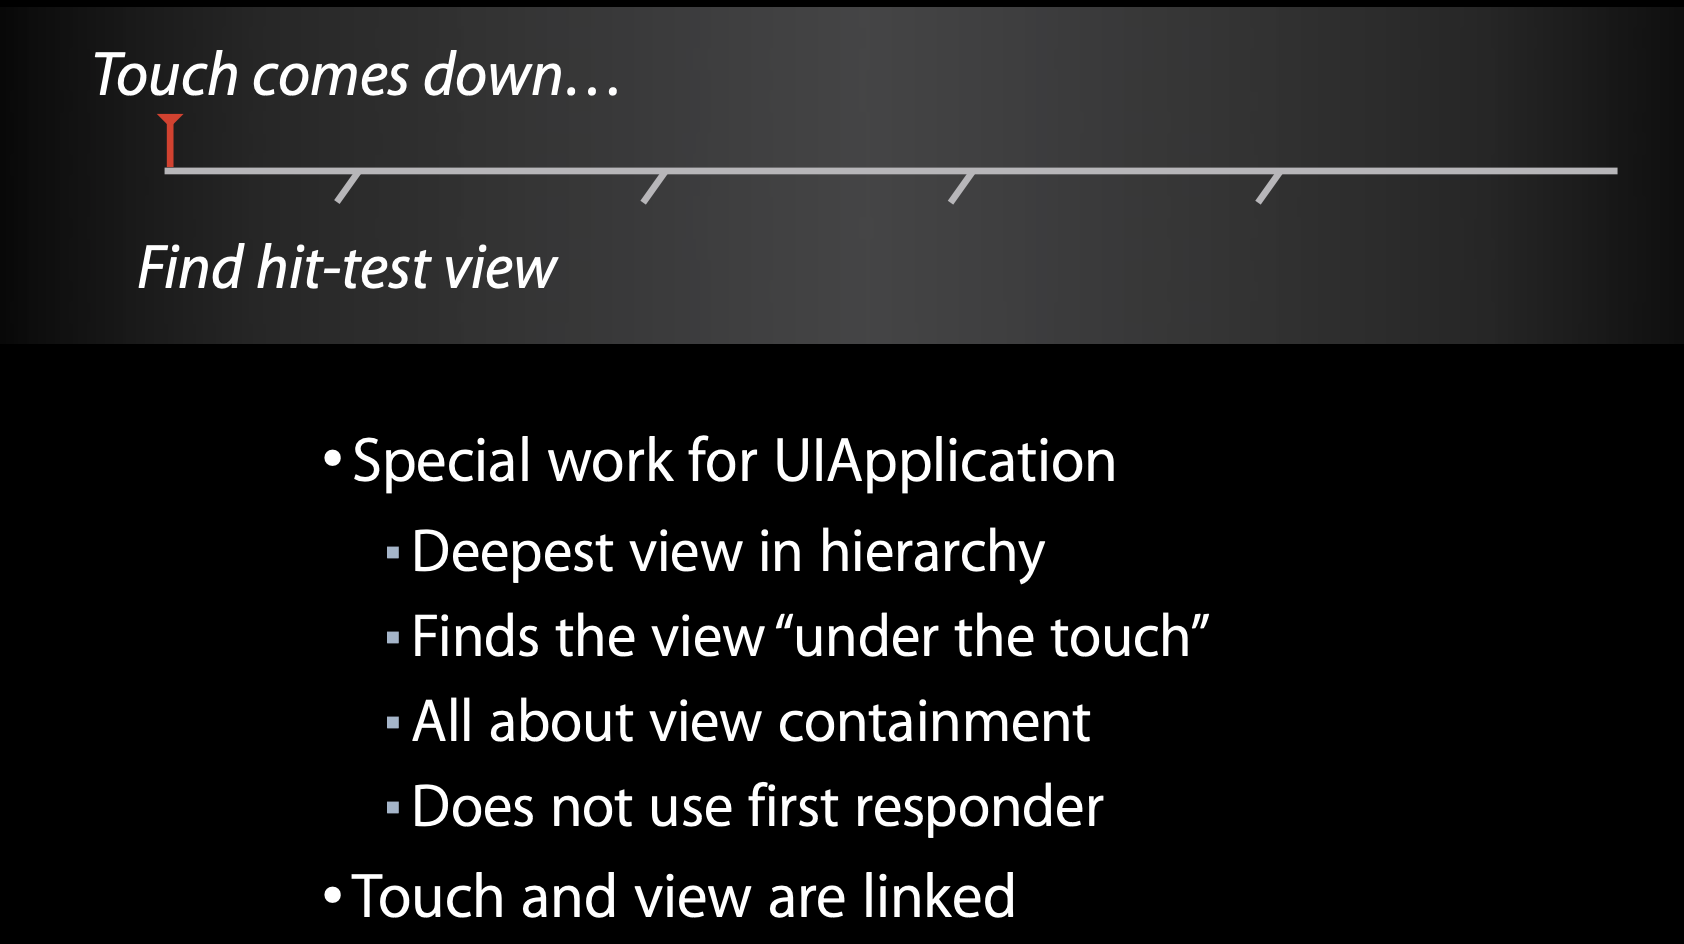 Touch comes down…
Find hit-test view
• Special work for UIApplication
▪ Deepest view in hierarchy
▪ Finds the view “under the touch”
▪ All about view containment
▪ Does not use first responder
• Touch and view are linked